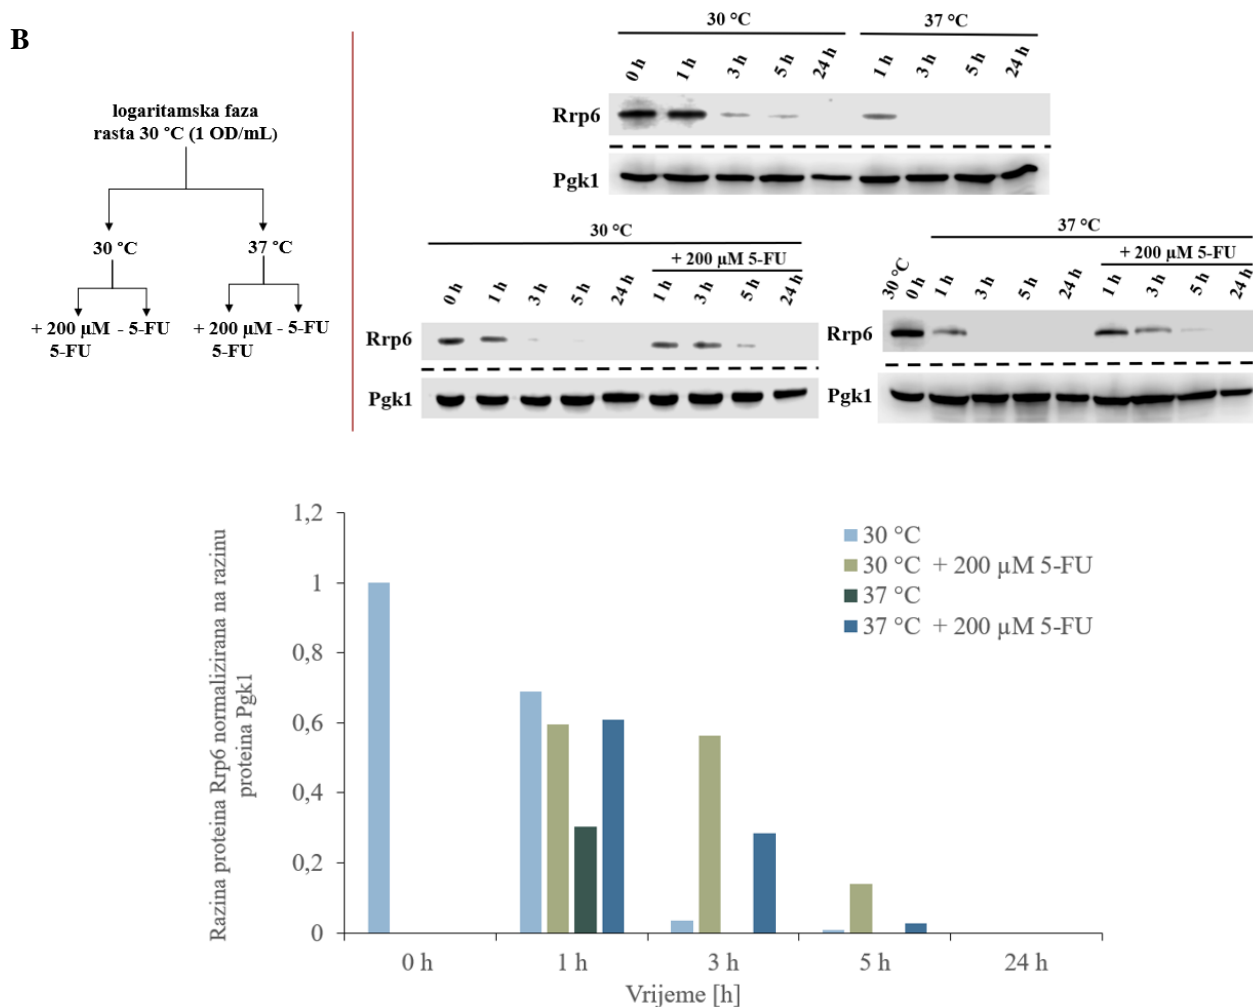 B
logaritamska faza
rasta 30 °C (1 OD/mL)
30 °C 37 °C
+ 200 µM - 5-FU + 200 µM - 5-FU
5-FU 5-FU
30 °C 37 °C
0 h 1 h 3 h 5 h 24 h 1 h 3 h 5 h 24 h
Rrp6
Pgk1
30 °C
+ 200 µM 5-FU
0 h 1 h 3 h 5 h 24 h 1 h 3 h 5 h 24 h
Rrp6
Pgk1
37 °C
+ 200 µM 5-FU
30 °C
0 h 1 h 3 h 5 h 24 h 1 h 3 h 5 h 24 h
Rrp6
Pgk1
Razina proteina Rrp6 normalizirana na razinu
proteina Pgk1
1,2
1
0,8
0,6
0,4
0,2
0
30 °C
30 °C + 200 µM 5-FU
37 °C
37 °C + 200 µM 5-FU
0 h 1 h 3 h 5 h 24 h
Vrijeme [h]